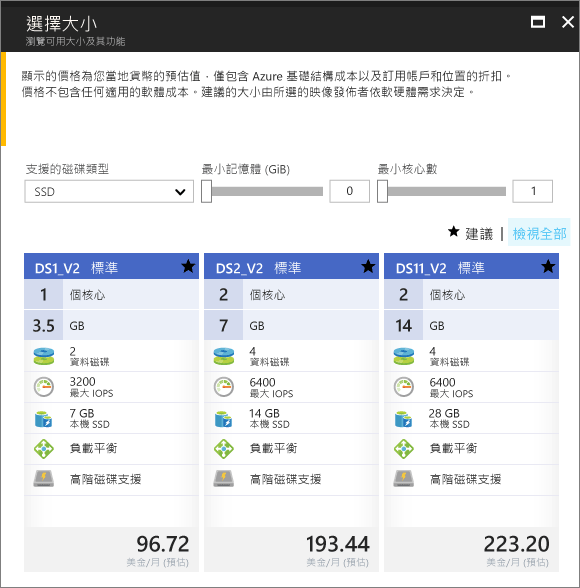 選擇大小
瀏覽可用大小及其功能
顯示的價格為您當地貨幣的預估值，僅包含 Azure 基礎結構成本以及訂用帳戶和位置的折扣。
價格不包含任何適用的軟體成本。建議的大小由所選的映像發佈者依軟硬體需求決定。
支援的磁碟類型 最小記憶體 (GiB) 最小核心數
SSD 0 1
★ 建議 | 檢視全部
DS1_V2 標準 ★ DS2_V2 標準 ★ DS11_V2 標準 ★
1 個核心 2 個核心 2 個核心
3.5 GB 7 GB 14 GB
2 4 4
資料磁碟 資料磁碟 資料磁碟
3200 6400 6400
最大 IOPS 最大 IOPS 最大 IOPS
7 GB 14 GB 28 GB
本機 SSD 本機 SSD 本機 SSD
負載平衡 負載平衡 負載平衡
高階磁碟支援 高階磁碟支援 高階磁碟支援
96.72 193.44 223.20
美金/月 (預估) 美金/月 (預估) 美金/月 (預估)